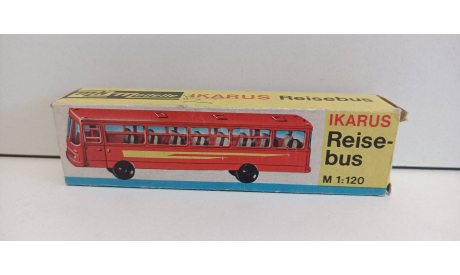 IKARUS Reisebus
IKARUS
Reise-
bus
M 1:120